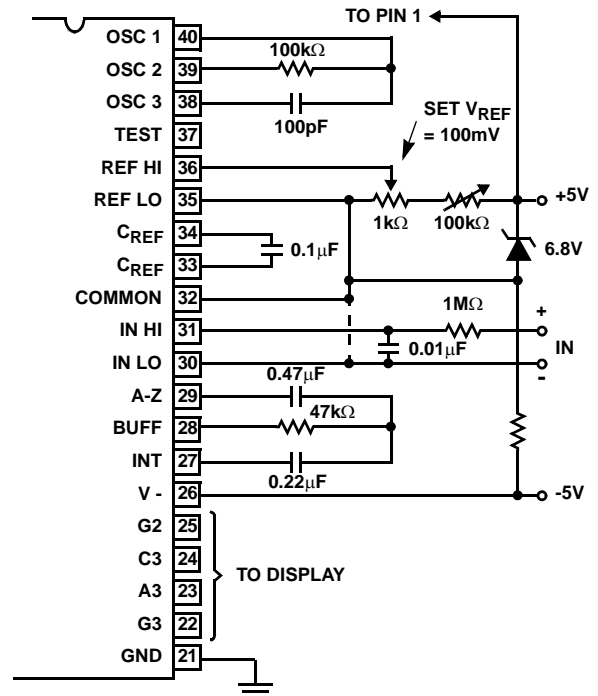 TO PIN 1
OSC 1 40
100kΩ
OSC 2 39
OSC 3 38
100pF
TEST 37
SET VREF
= 100mV
REF HI 36
REF LO 35
1kΩ
100kΩ
+5V
CREF 34
0.1μF
6.8V
CREF 33
COMMON 32
1MΩ
+
IN HI 31
0.01μF
IN
IN LO 30
-
0.47μF
A-Z 29
47kΩ
BUFF 28
INT 27
0.22μF
V - 26
-5V
G2 25
C3 24
TO DISPLAY
A3 23
G3 22
GND 21